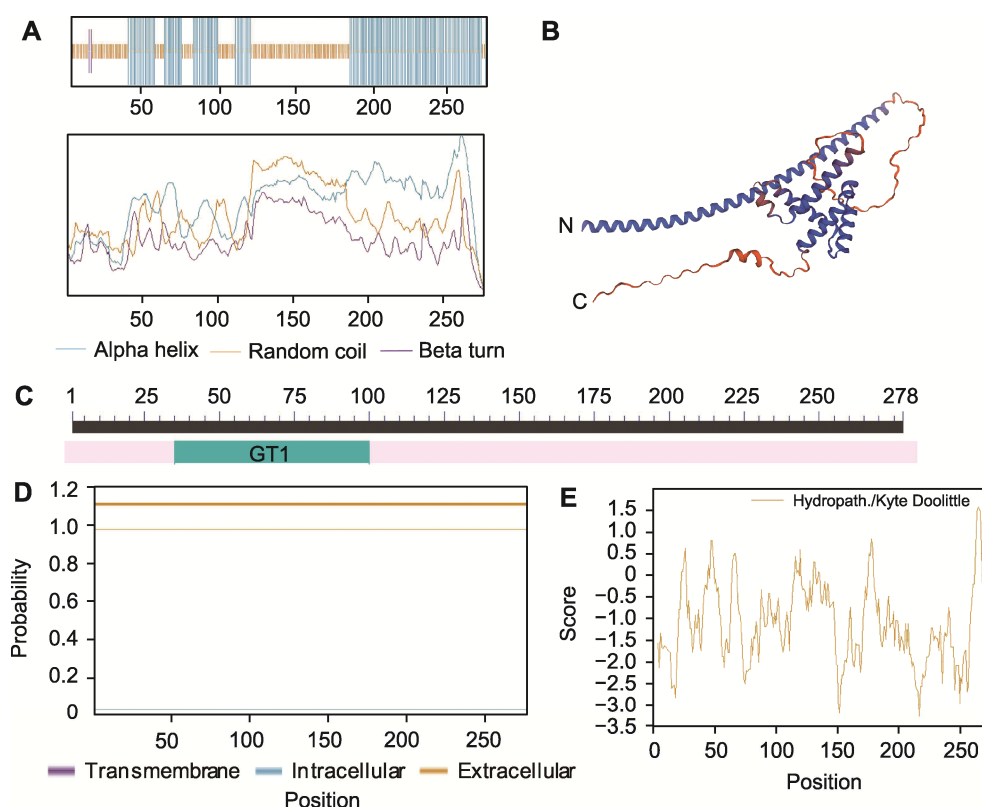 A
B
50 100 150 200 250
50 100 150 200 250
Alpha helix Random coil Beta turn
N
C
C
1 25 50 75 100 125 150 175 200 225 250 278
GT1
D
Probability
1.2
1.0
0.8
0.6
0.4
0.2
0
50 100 150 200 250
Transmembrane Intracellular Extracellular
Position
E
Hydropath./Kyte Doolittle
Score
1.5
1.0
0.5
0
−0.5
−1.0
−1.5
−2.0
−2.5
−3.0
−3.5
0 50 100 150 200 250
Position